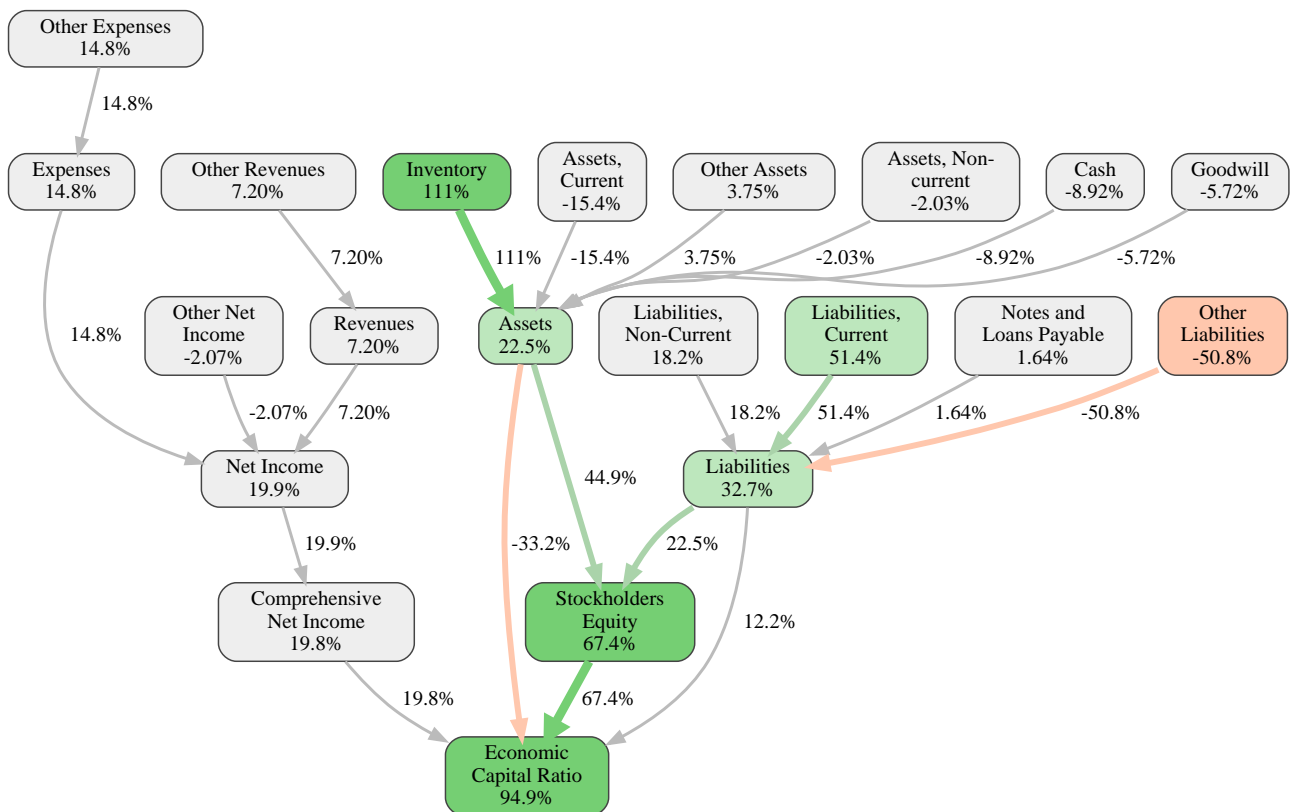 Other Expenses
14.8%
14.8%
Expenses
14.8%
Other Revenues
7.20%
Inventory
111%
Assets,
Current
-15.4%
Other Assets
3.75%
Assets, Non-
current
-2.03%
Cash
-8.92%
Goodwill
-5.72%
7.20%
111%
-15.4%
3.75%
-2.03%
-8.92%
-5.72%
14.8%
Other Net
Income
-2.07%
Revenues
7.20%
Assets
22.5%
Liabilities,
Non-Current
18.2%
Liabilities,
Current
51.4%
Notes and
Loans Payable
1.64%
Other
Liabilities
-50.8%
-2.07%
7.20%
18.2%
51.4%
1.64%
-50.8%
Net Income
19.9%
Liabilities
32.7%
44.9%
19.9%
-33.2%
22.5%
Comprehensive
Net Income
19.8%
Stockholders
Equity
67.4%
12.2%
19.8%
67.4%
Economic
Capital Ratio
94.9%